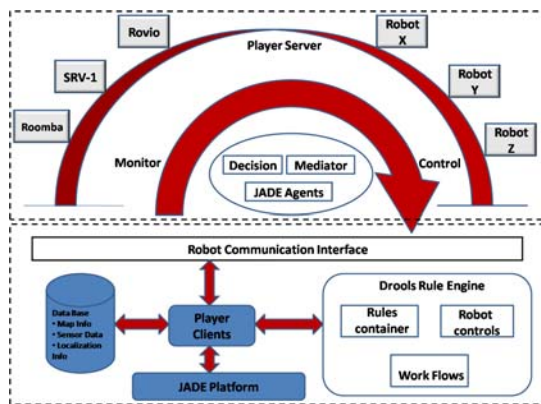 Rovio
Robot
X
Player Server
SRV-1
Robot
Y
Roomba
Robot
Z
Monitor
Control
Decision
Mediator
JADE Agents
Robot Communication Interface
Data Base
• Map Info
• Sensor Data
• Localization
Info
Player
Clients
JADE Platform
Drools Rule Engine
Rules
container
Robot
controls
Work Flows